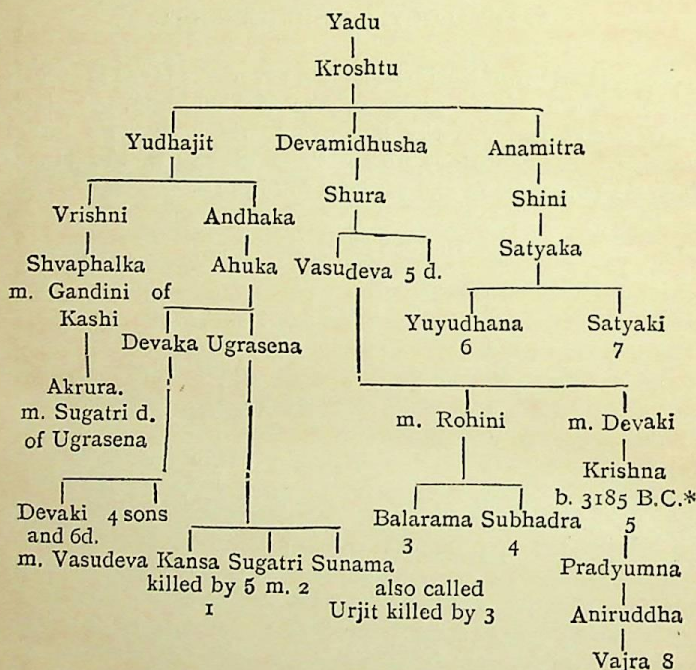 Yadu
Kroshtu
Yudhajit Devamidhusha Anamitra
Shura Shini
Vrishni Andhaka
Satyaka
Shvaphalka Ahuka Vasudeva 5 d.
m. Gandini of
Kashi
Yuyudhana Satyaki
Devaka Ugrasena 6 7
Akrura.
m. Sugatri d.
of Ugrasena
m. Rohini m. Devaki
Krishna
b. 3185 B.C.*
Devaki 4 sons
and 6d.
Balarama Subhadra 5
3 4
m. Vasudeva Kansa Sugatri Sunama
Pradyumna
killed by 5 m. 2 also called
1 Urjit killed by 3
Aniruddha
Vajra 8